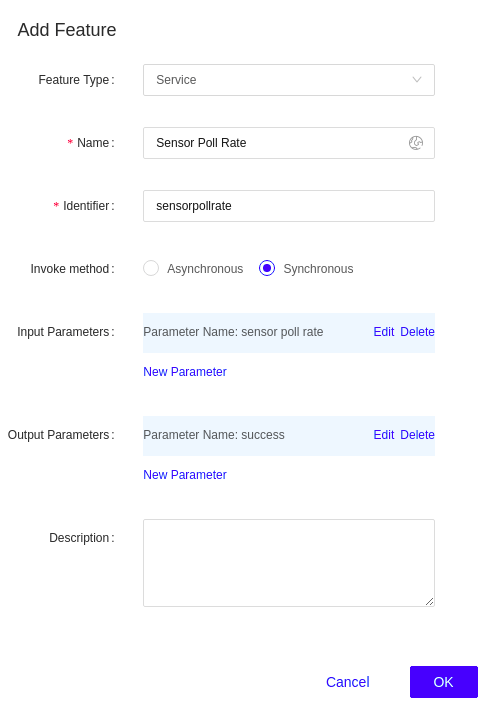 Add Feature
Feature Type :
Service
* Name :
Sensor Poll Rate
* Identifier :
sensorpollrate
Invoke method :
Asynchronous
Synchronous
Input Parameters :
Parameter Name: sensor poll rate
Edit Delete
New Parameter
Output Parameters :
Parameter Name: success
Edit Delete
New Parameter
Description :
Cancel
OK